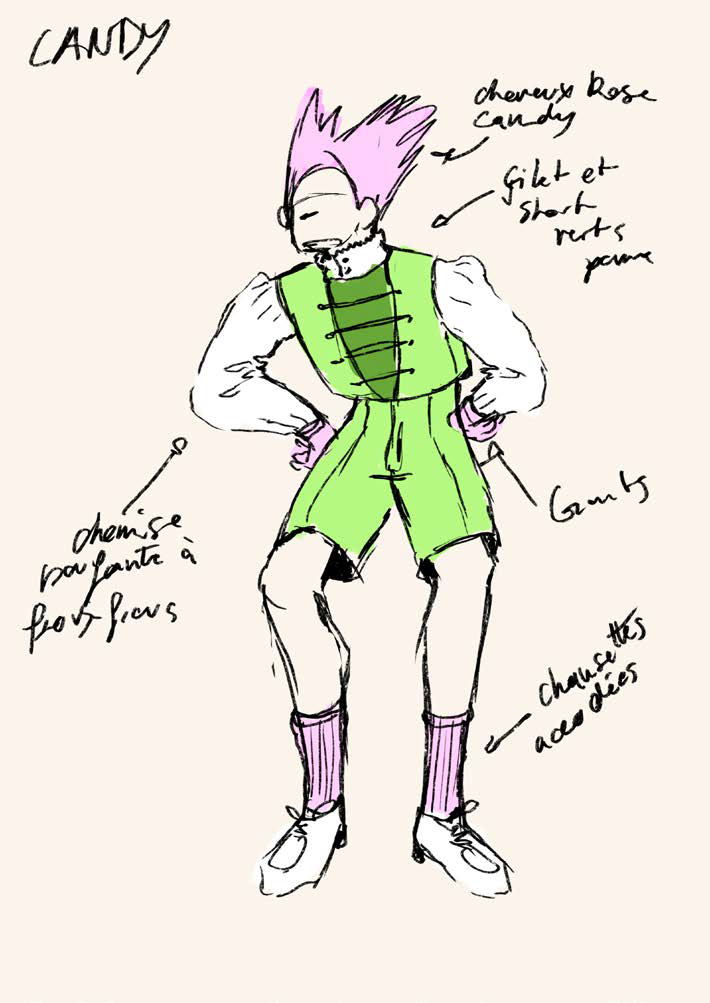 CANDY
cheveux Rose
candy
Gilet et
short
verts
pomme
Gants
chemise
bouffante à
frous frous
chaussettes
accordées